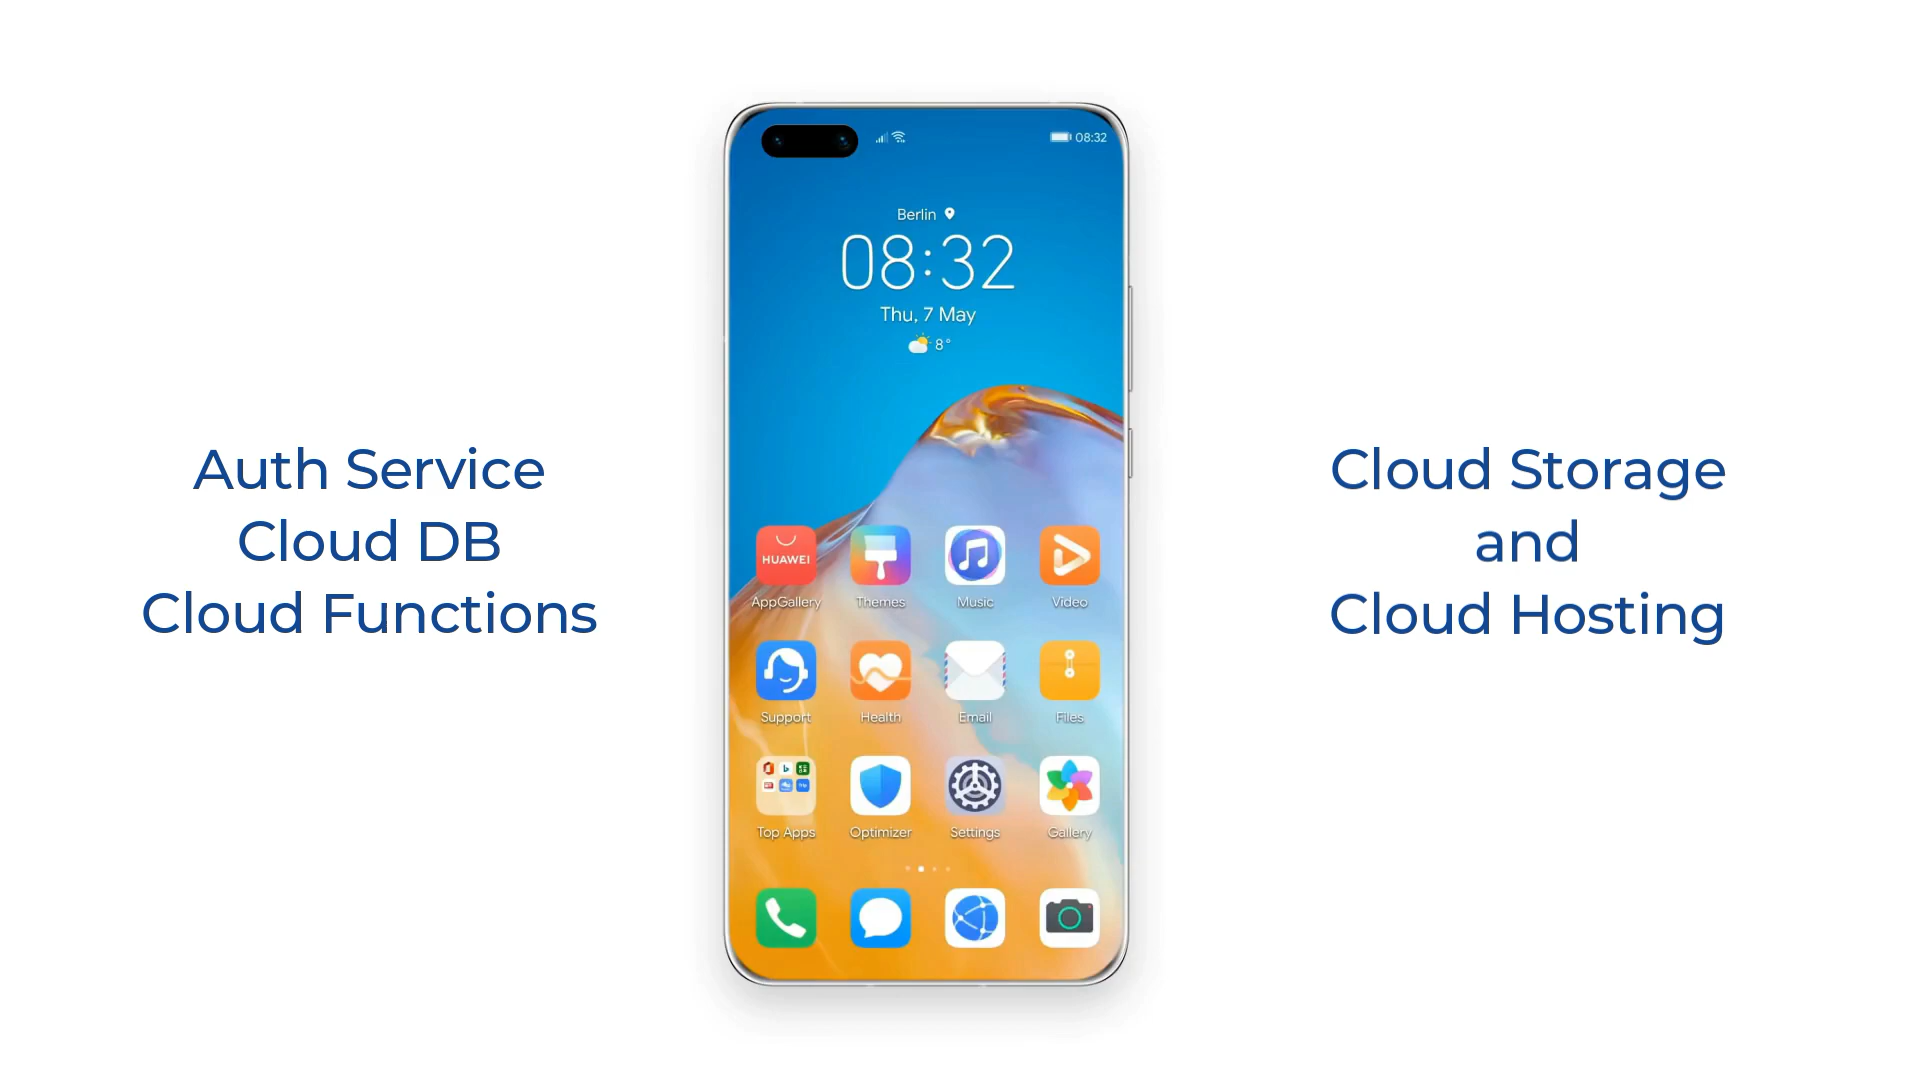 Auth Service
Cloud DB
Cloud Functions
08:32
Berlin
08:32
Thu, 7 May
8°
HUAWEI
AppGallery Themes Music Video
Support Health Email Files
Top Apps Optimizer Settings Gallery
Cloud Storage
and
Cloud Hosting